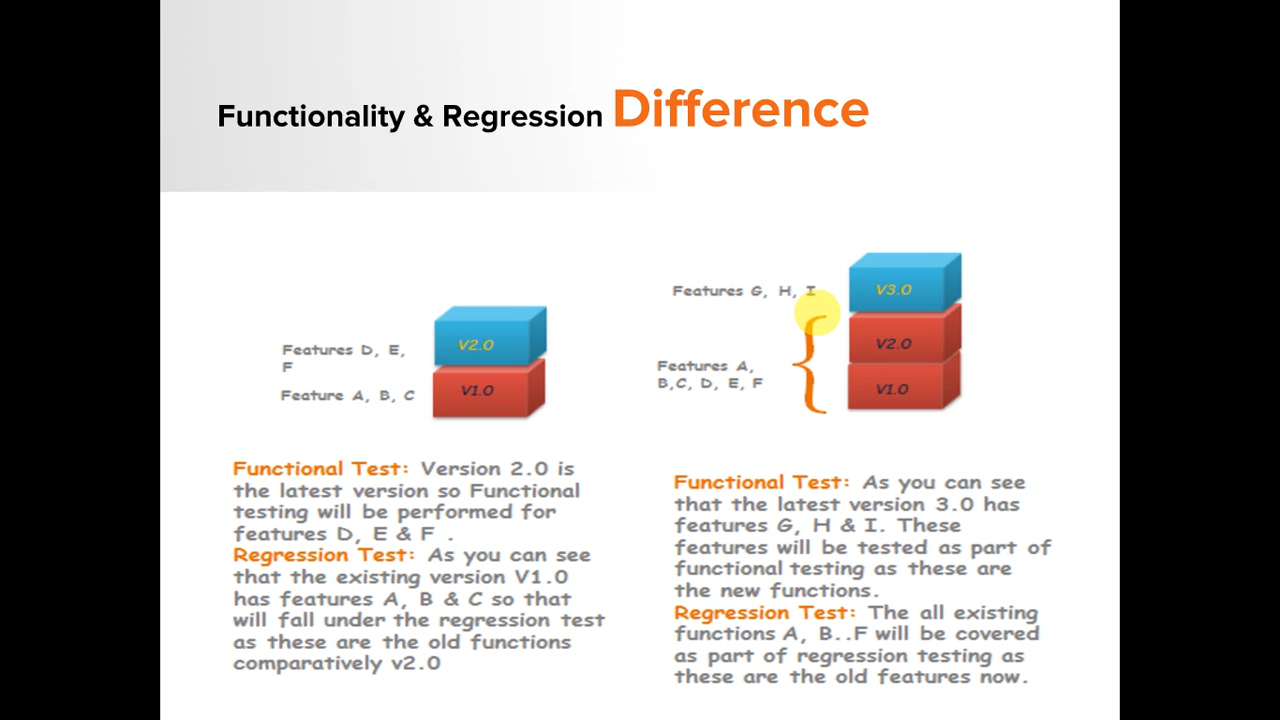 Functionality & Regression Difference
Features D, E,
F
Feature A, B, C
V2.0
V1.0
Functional Test: Version 2.0 is
the latest version so Functional
testing will be performed for
features D, E & F .
Regression Test: As you can see
that the existing version V1.0
has features A, B & C so that
will fall under the regression test
as these are the old functions
comparatively v2.0
Features G, H, I
Features A,
B,C, D, E, F
V3.0
V2.0
V1.0
Functional Test: As you can see
that the latest version 3.0 has
features G, H & I. These
features will be tested as part of
functional testing as these are
the new functions.
Regression Test: The all existing
functions A, B..F will be covered
as part of regression testing as
these are the old features now.